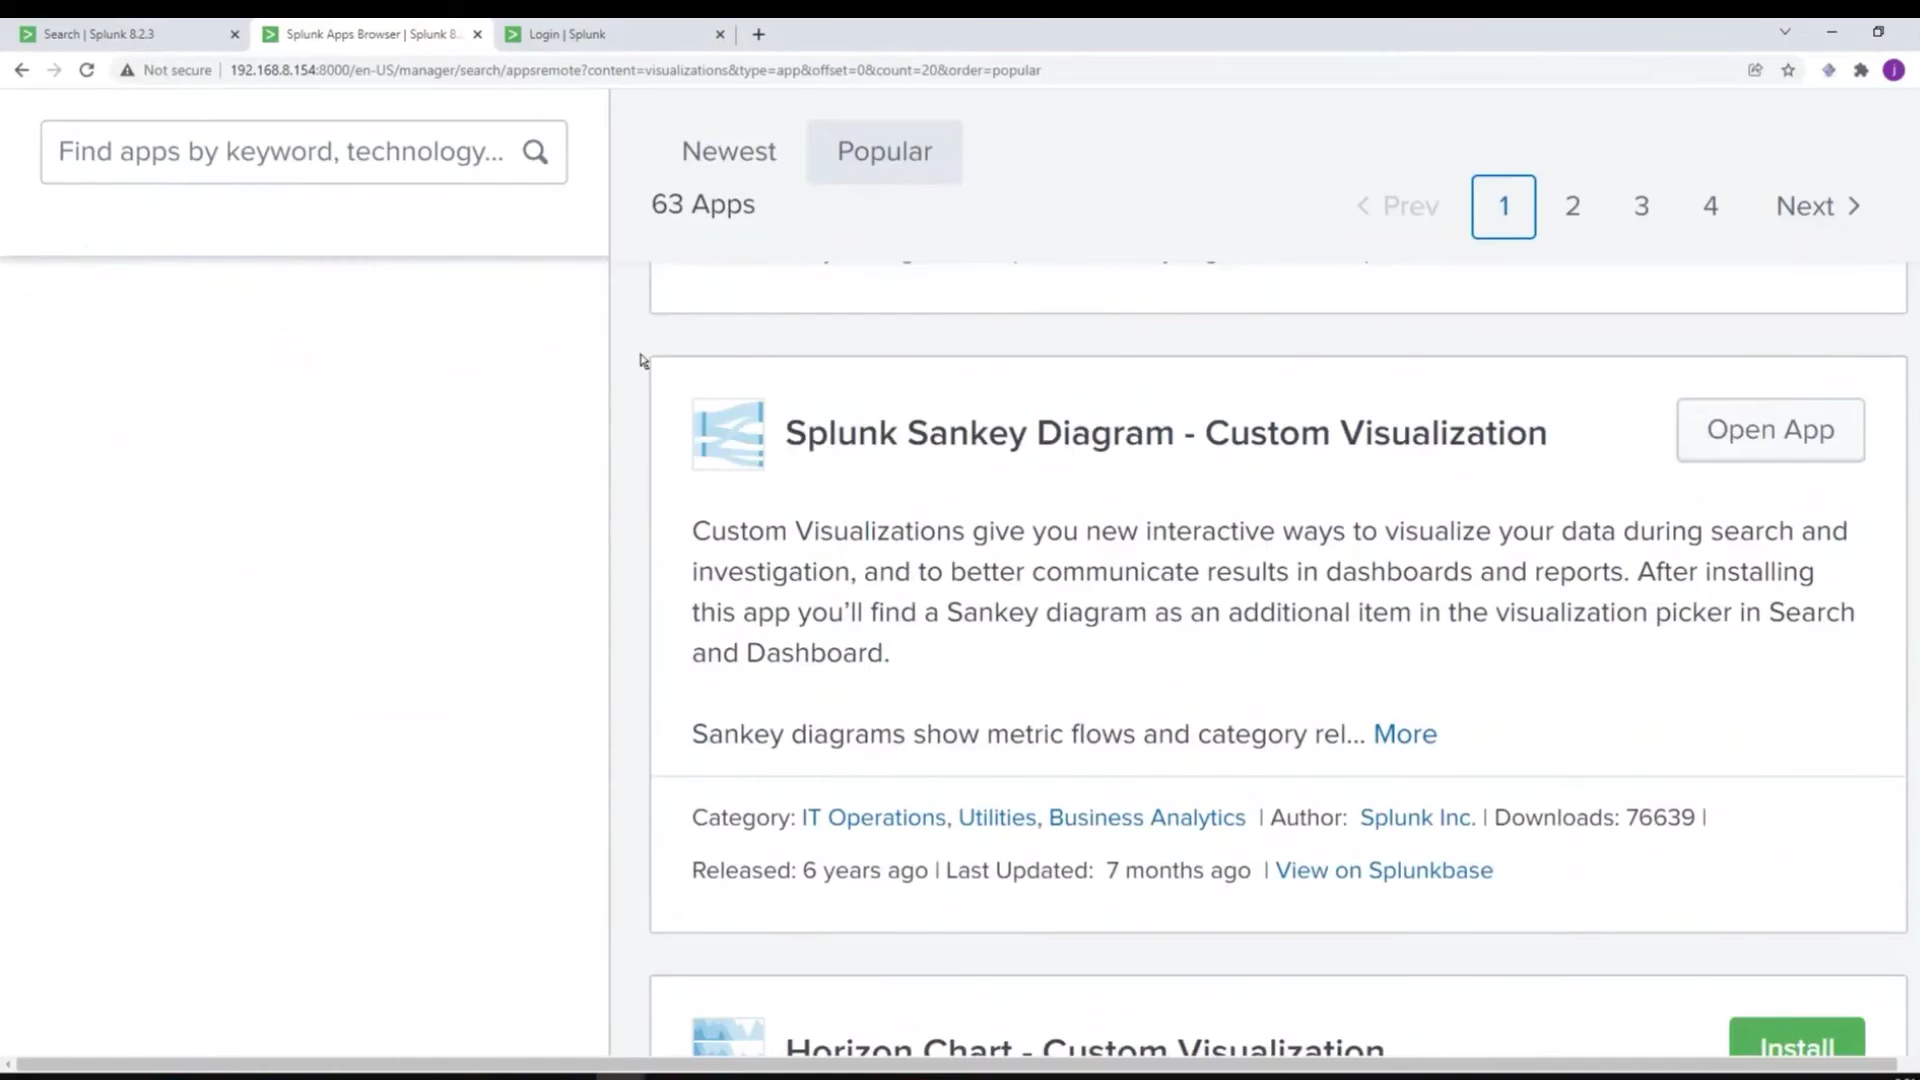 Search | Splunk 8.2.3
Splunk Apps Browser | Splunk 8.
Login | Splunk
Not secure
192.168.8.154:8000/en-US/manager/search/appsremote?content=visualizations&type=app&offset=0&count=20&order=popular
j
Find apps by keyword, technology...
Newest
Popular
63 Apps
Prev
1
2
3
4
Next
Splunk Sankey Diagram - Custom Visualization
Open App
Custom Visualizations give you new interactive ways to visualize your data during search and
investigation, and to better communicate results in dashboards and reports. After installing
this app you’ll find a Sankey diagram as an additional item in the visualization picker in Search
and Dashboard.
Sankey diagrams show metric flows and category rel... More
Category: IT Operations, Utilities, Business Analytics | Author: Splunk Inc. | Downloads: 76639 |
Released: 6 years ago | Last Updated: 7 months ago | View on Splunkbase
Horizon Chart - Custom Visualization
Install